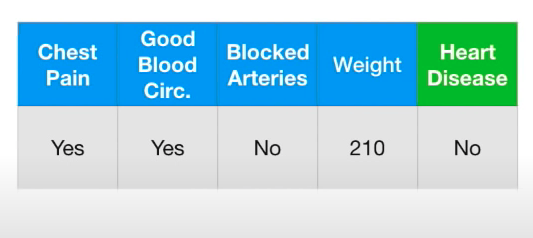 Chest Pain
Good Blood Circ.
Blocked Arteries
Weight
Heart Disease
Yes
Yes
No
210
No